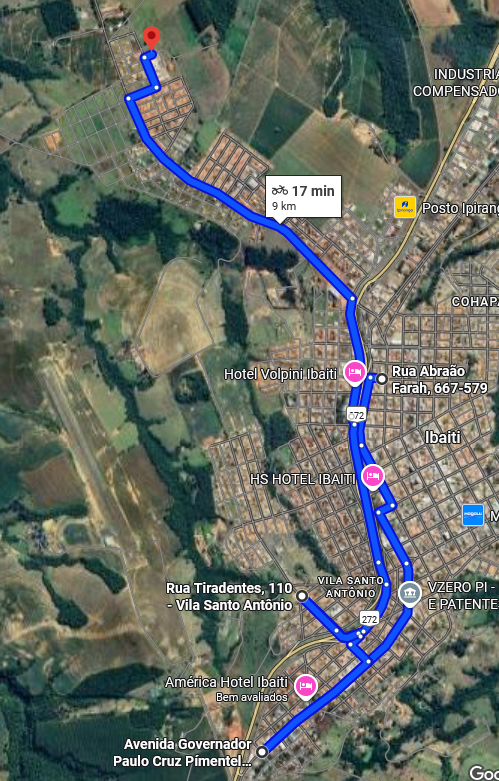 INDUSTRIA
COMPENSADO
17 min
9 km
Posto Ipirang
COHAPA
Hotel Volpini Ibaiti
Rua Abraão
Farah, 667-579
272
Ibaiti
HS HOTEL IBAITI
M
Rua Tiradentes, 110
- Vila Santo Antônio
VILA SANTO
ANTÔNIO
VZERO PI -
E PATENTE
272
América Hotel Ibaiti
Bem avaliados
Avenida Governador
Paulo Cruz Pímentel...
Goo